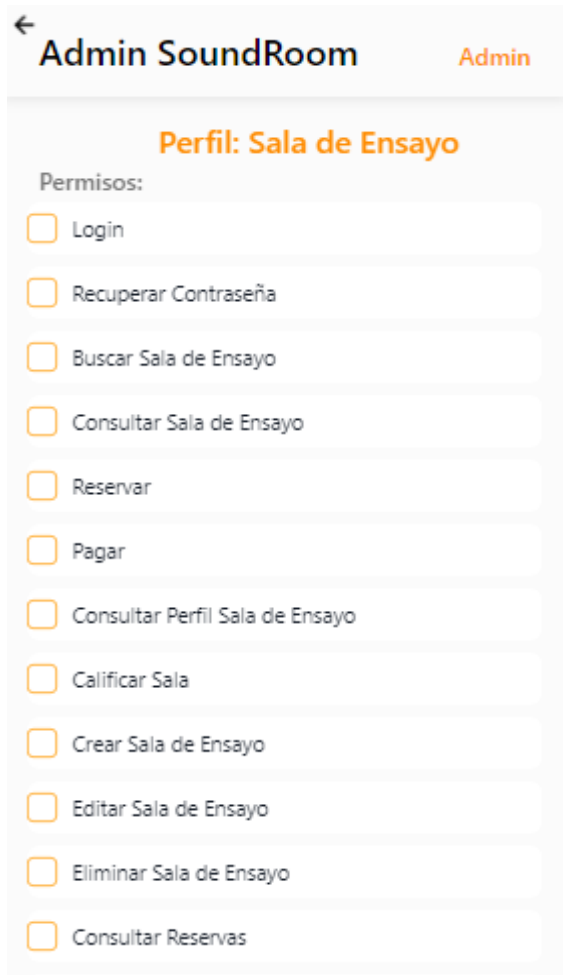 Admin SoundRoom
Admin
Perfil: Sala de Ensayo
Permisos:
Login
Recuperar Contraseña
Buscar Sala de Ensayo
Consultar Sala de Ensayo
Reservar
Pagar
Consultar Perfil Sala de Ensayo
Calificar Sala
Crear Sala de Ensayo
Editar Sala de Ensayo
Eliminar Sala de Ensayo
Consultar Reservas